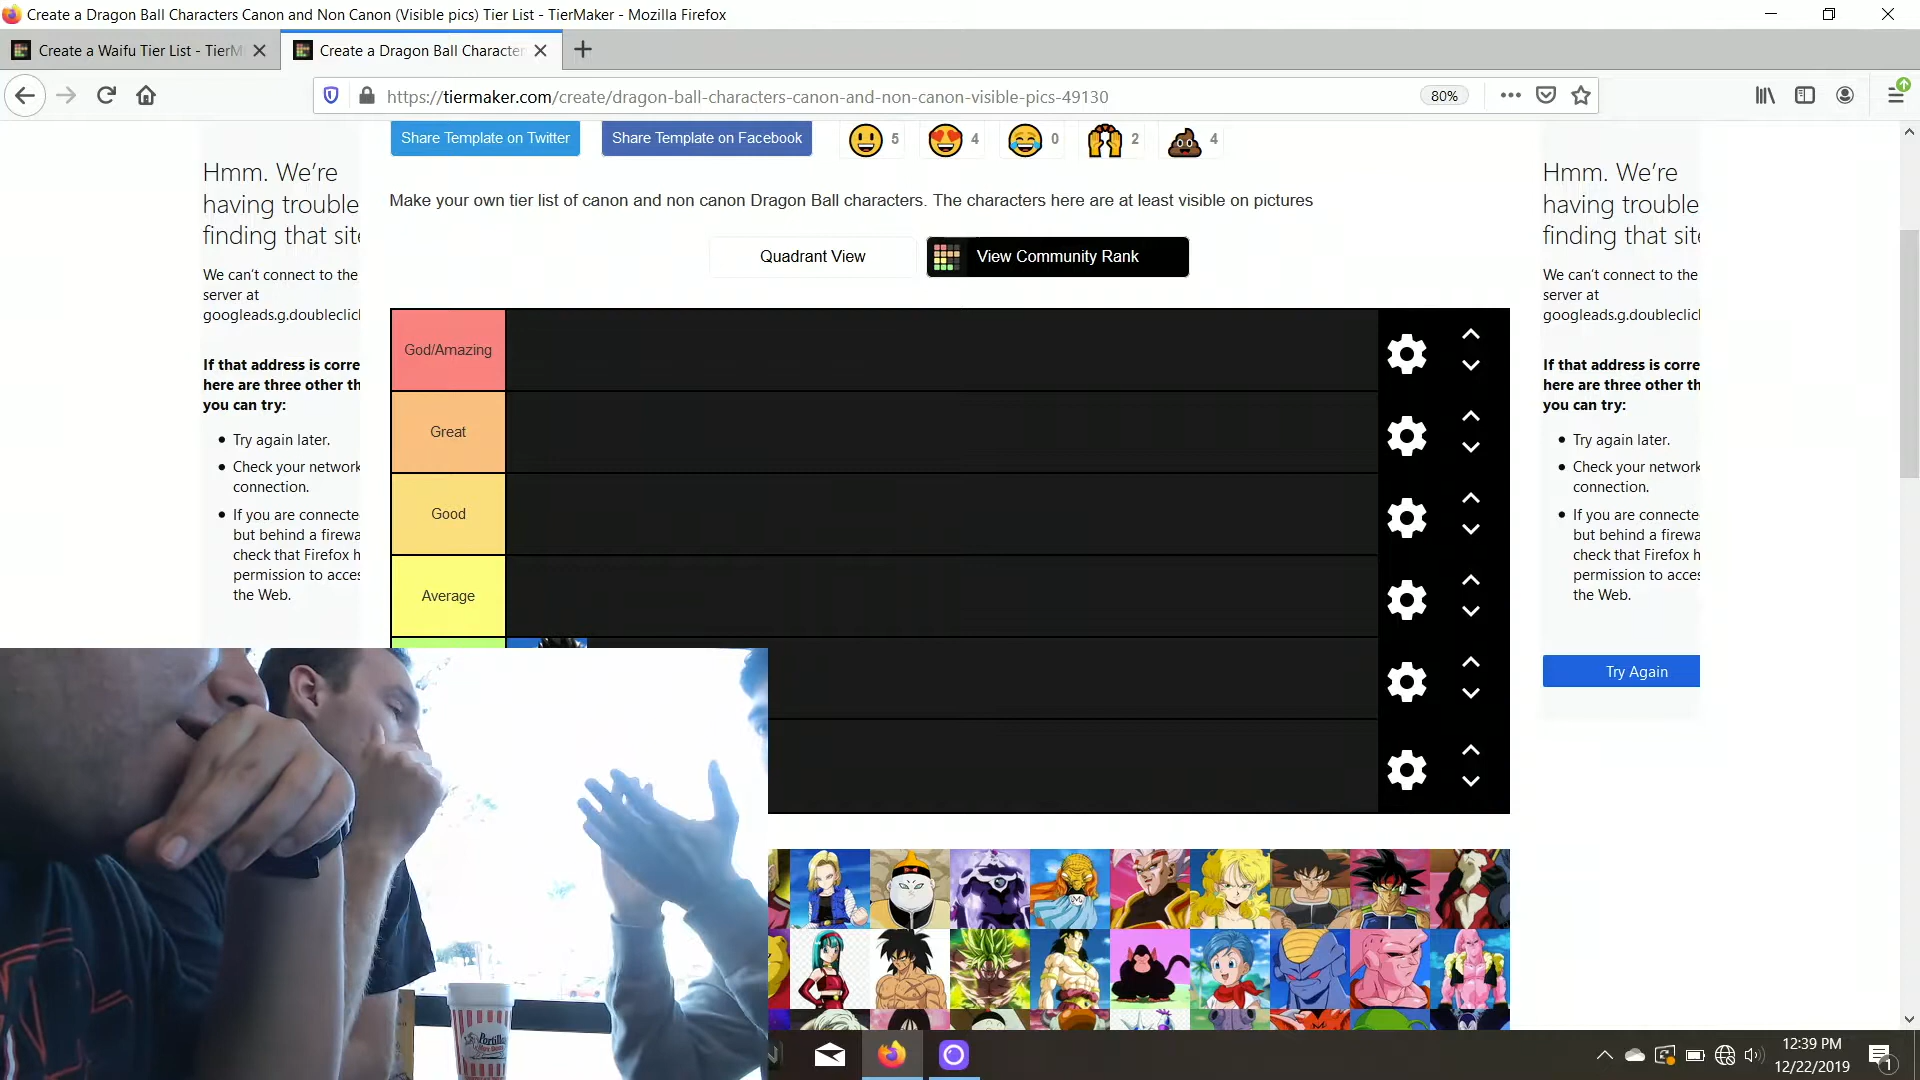 Create a Dragon Ball Characters Canon and Non Canon (Visible pics) Tier List - TierMaker - Mozilla Firefox
Create a Waifu Tier List - TierM
Create a Dragon Ball Character
https://tiermaker.com/create/dragon-ball-characters-canon-and-non-canon-visible-pics-49130
80%
Share Template on Twitter
Share Template on Facebook
5
4
0
2
4
Make your own tier list of canon and non canon Dragon Ball characters. The characters here are at least visible on pictures
Quadrant View
View Community Rank
Hmm. We're
having trouble
finding that site
We can't connect to the
server at
googleads.g.doubleclic
If that address is corre
here are three other th
you can try:
Try again later.
Check your network
connection.
If you are connecte
but behind a firewa
check that Firefox h
permission to acces
the Web.
God/Amazing
Great
Good
Average
Hmm. We're
having trouble
finding that site
We can't connect to the
server at
googleads.g.doubleclic
If that address is corre
here are three other th
you can try:
Try again later.
Check your network
connection.
If you are connecte
but behind a firewa
check that Firefox h
permission to acces
the Web.
Try Again
M
Portillo's
Hot Dogs
12:39 PM
12/22/2019
1